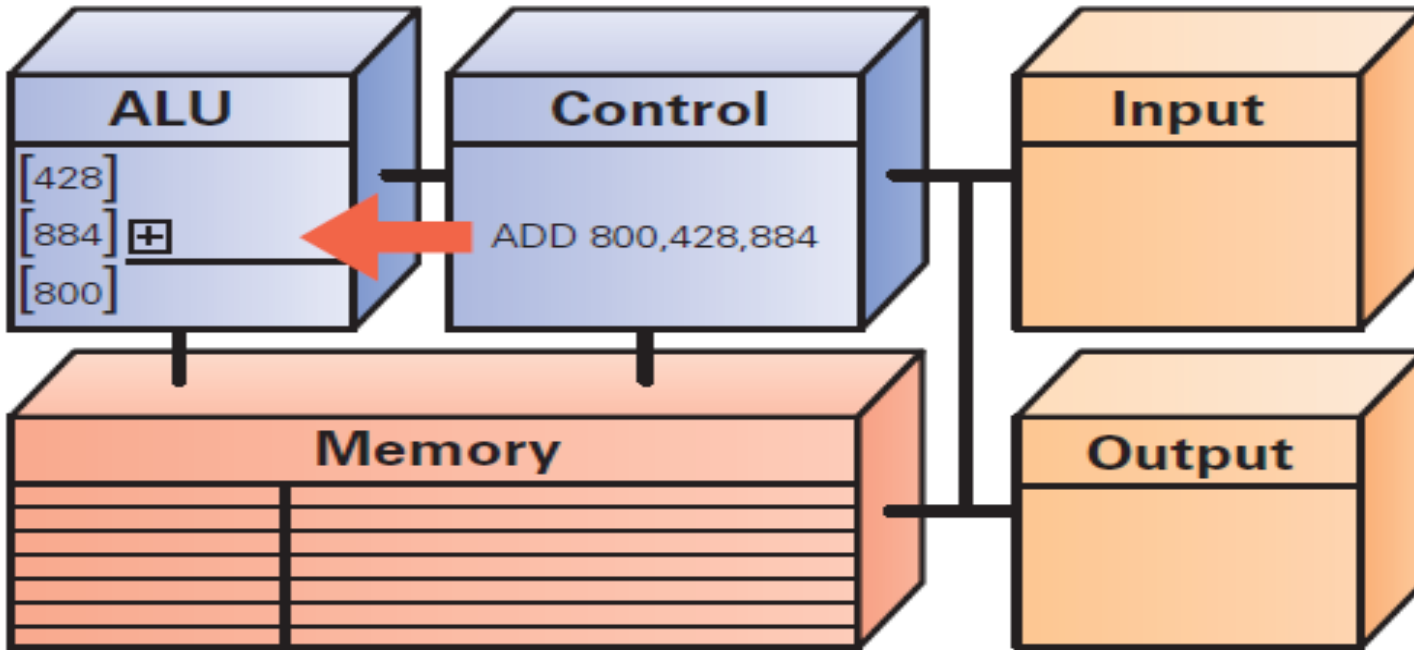 ALU
[428]
[884] +
[800]
Control
ADD 800,428,884
Input
Memory
Output